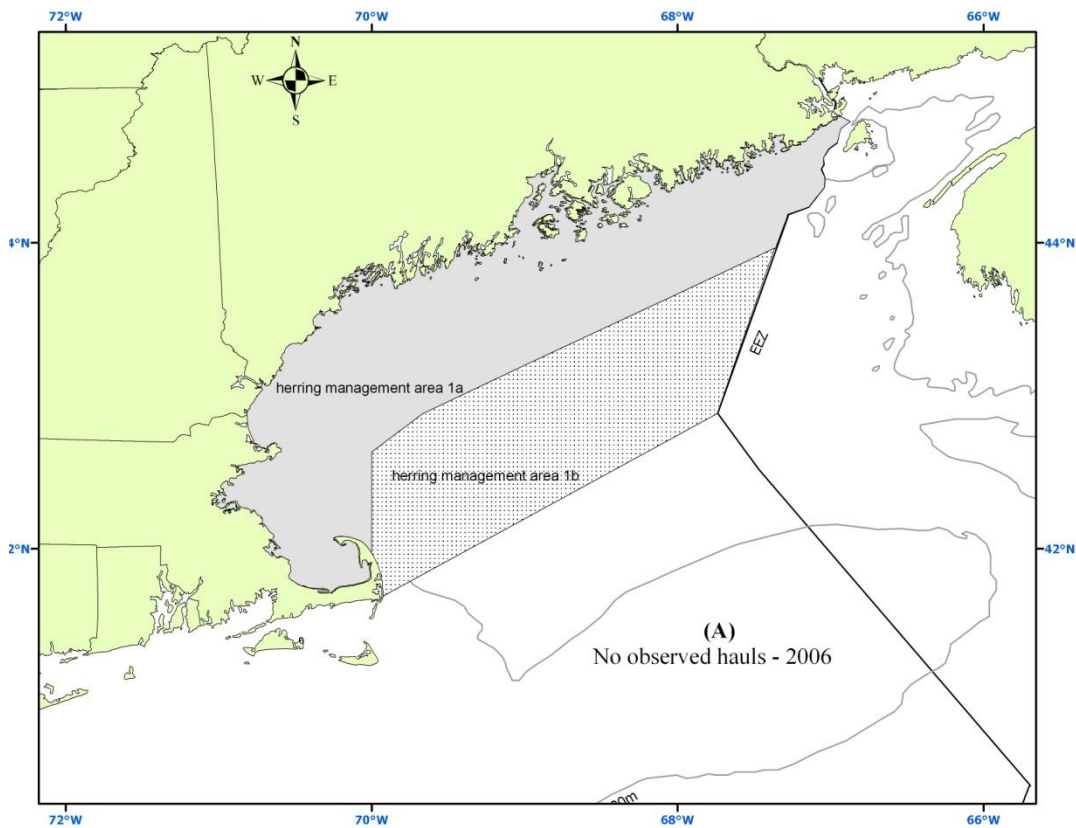 72°W 70°W 68°W 66°W
N
W E
S
4°N 44°N
EEZ
herring management area 1a
herring management area 1b
2°N 42°N
(A)
No observed hauls - 2006
00m
72°W 70°W 68°W 66°W